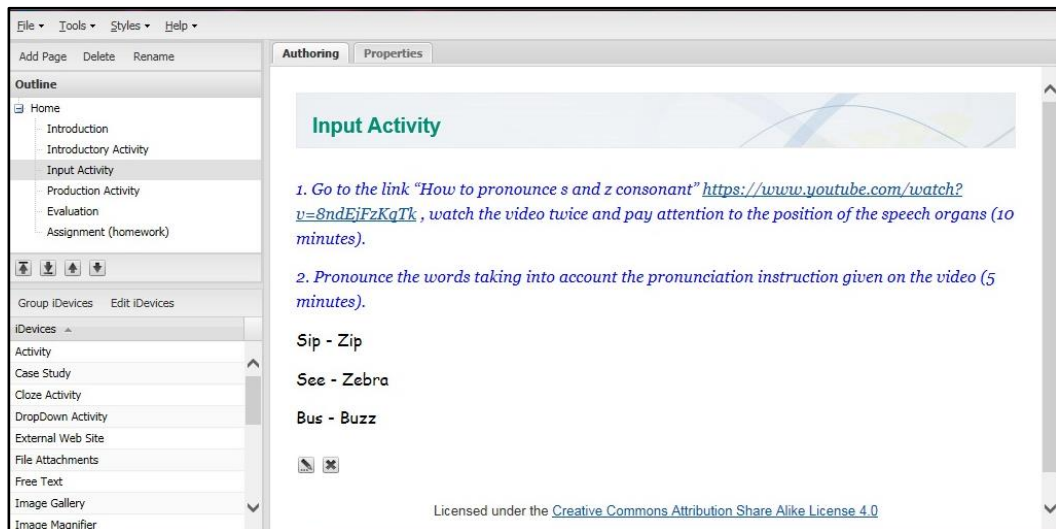 File Tools Styles Help
Add Page Delete Rename
Outline
Home
Introduction
Introductory Activity
Input Activity
Production Activity
Evaluation
Assignment (homework)
Group iDevices Edit iDevices
iDevices
Activity
Case Study
Cloze Activity
DropDown Activity
External Web Site
File Attachments
Free Text
Image Gallery
Image Magnifier
Authoring Properties
Input Activity
1. Go to the link “How to pronounce s and z consonant” https://www.youtube.com/watch?
v=8ndEjFzKqTk , watch the video twice and pay attention to the position of the speech organs (10
minutes).
2. Pronounce the words taking into account the pronunciation instruction given on the video (5
minutes).
Sip - Zip
See - Zebra
Bus - Buzz
Licensed under the Creative Commons Attribution Share Alike License 4.0